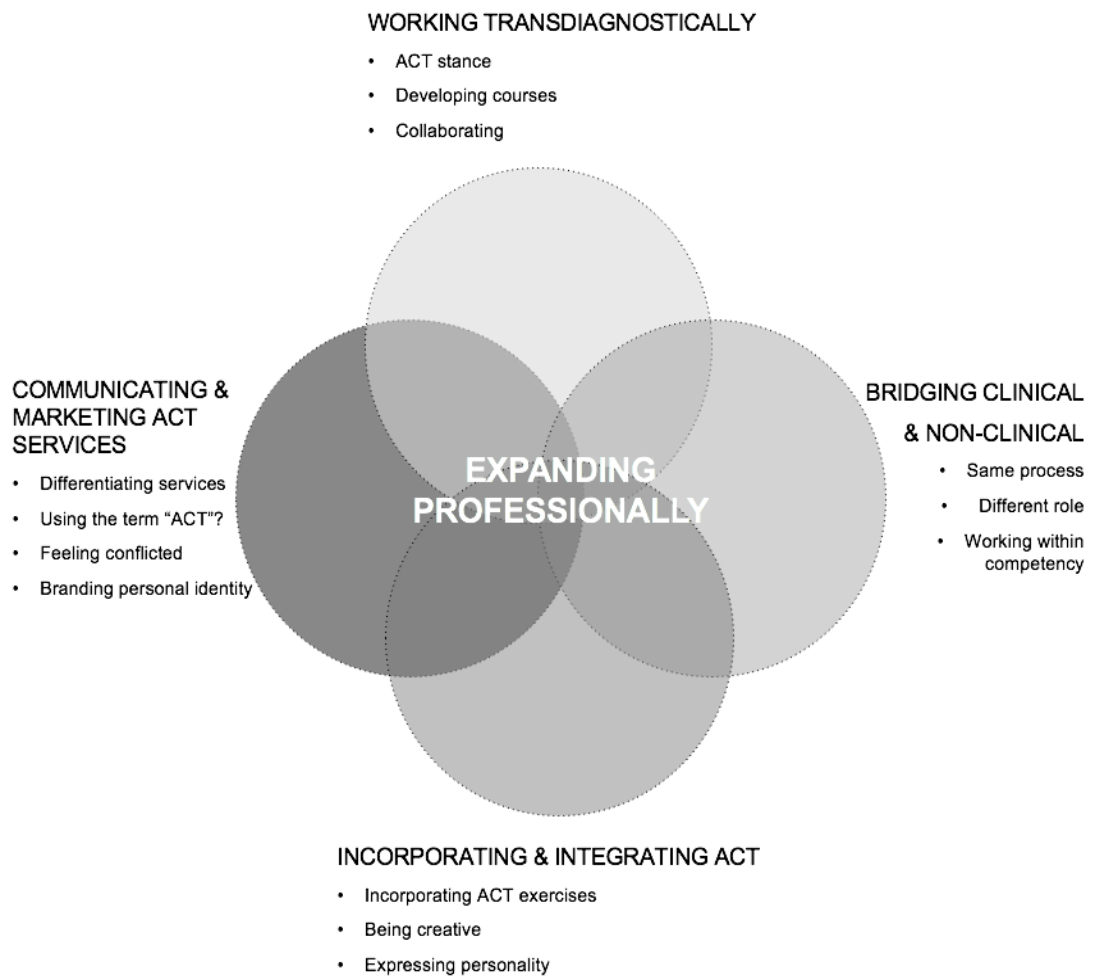 WORKING TRANSDIAGNOSTICALLY
• ACT stance
• Developing courses
• Collaborating
COMMUNICATING &
MARKETING ACT
SERVICES
• Differentiating services
• Using the term “ACT”?
• Feeling conflicted
• Branding personal identity
EXPANDING
PROFESSIONALLY
BRIDGING CLINICAL
& NON-CLINICAL
• Same process
• Different role
• Working within
competency
INCORPORATING & INTEGRATING ACT
• Incorporating ACT exercises
• Being creative
• Expressing personality